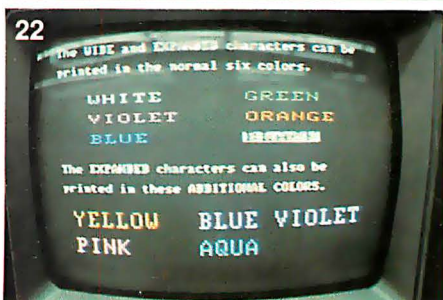 22
The WIDE and EXPANDED characters can be
printed in the normal six colors.
WHITE GREEN
VIOLET ORANGE
BLUE
The EXPANDED characters can also be
printed in these ADDITIONAL COLORS.
YELLOW BLUE VIOLET
PINK AQUA